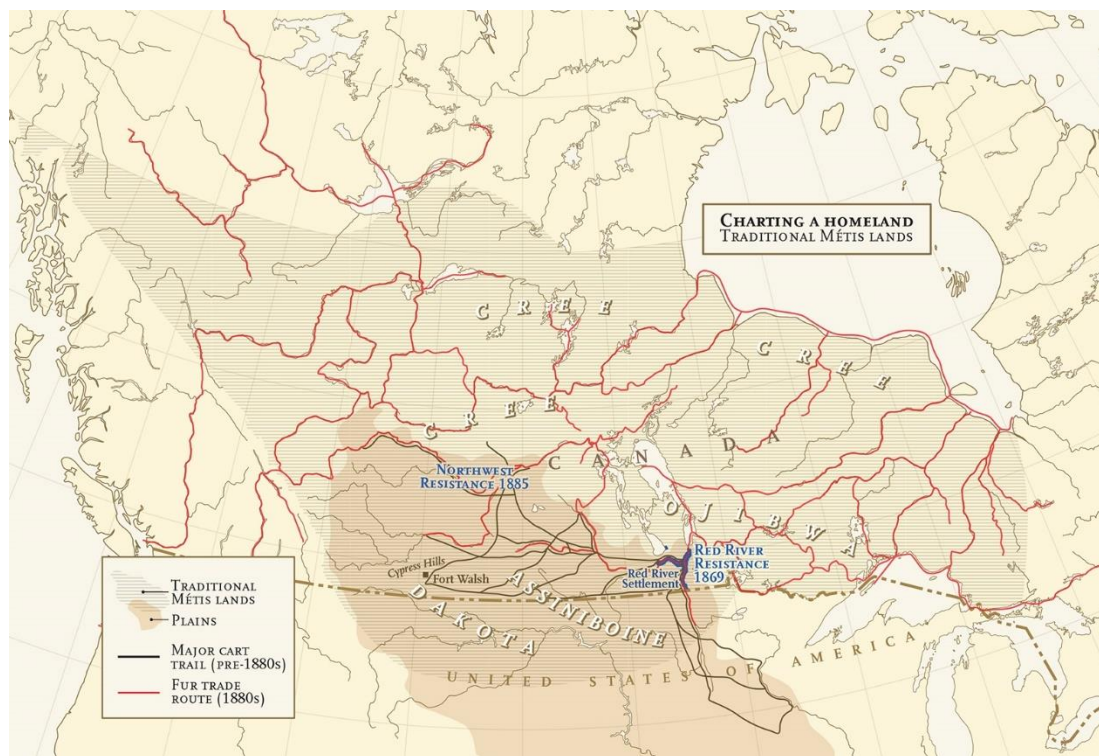 CHARTING A HOMELAND
TRADITIONAL MÉTIS LANDS
CREE
CREE
CREE
CANADA
NORTHWEST
RESISTANCE 1885
OJIBWA
RED RIVER
RESISTANCE
1869
Red River
Settlement
Cypress Hills
Fort Walsh
ASSINIBOINE
DAKOTA
UNITED STATES OF AMERICA
TRADITIONAL
MÉTIS LANDS
PLAINS
MAJOR CART
TRAIL (PRE-1880S)
FUR TRADE
ROUTE (1880S)